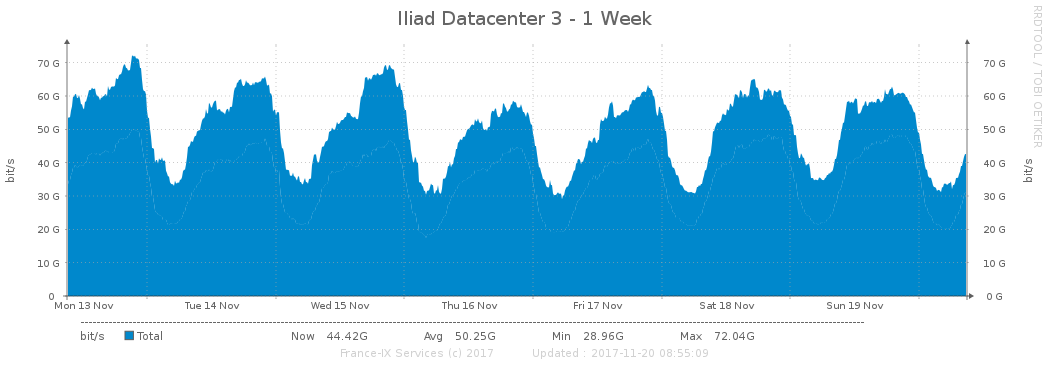 Iliad Datacenter 3 - 1 Week
RRDTOOL / TOBI OETIKER
bit/s
70 G
60 G
50 G
40 G
30 G
20 G
10 G
0
70 G
60 G
50 G
40 G
30 G
20 G
10 G
0 G
bit/s
Mon 13 Nov Tue 14 Nov Wed 15 Nov Thu 16 Nov Fri 17 Nov Sat 18 Nov Sun 19 Nov
bit/s Total Now 44.42G Avg 50.25G Min 28.96G Max 72.04G
France-IX Services (c) 2017 Updated : 2017-11-20 08:55:09